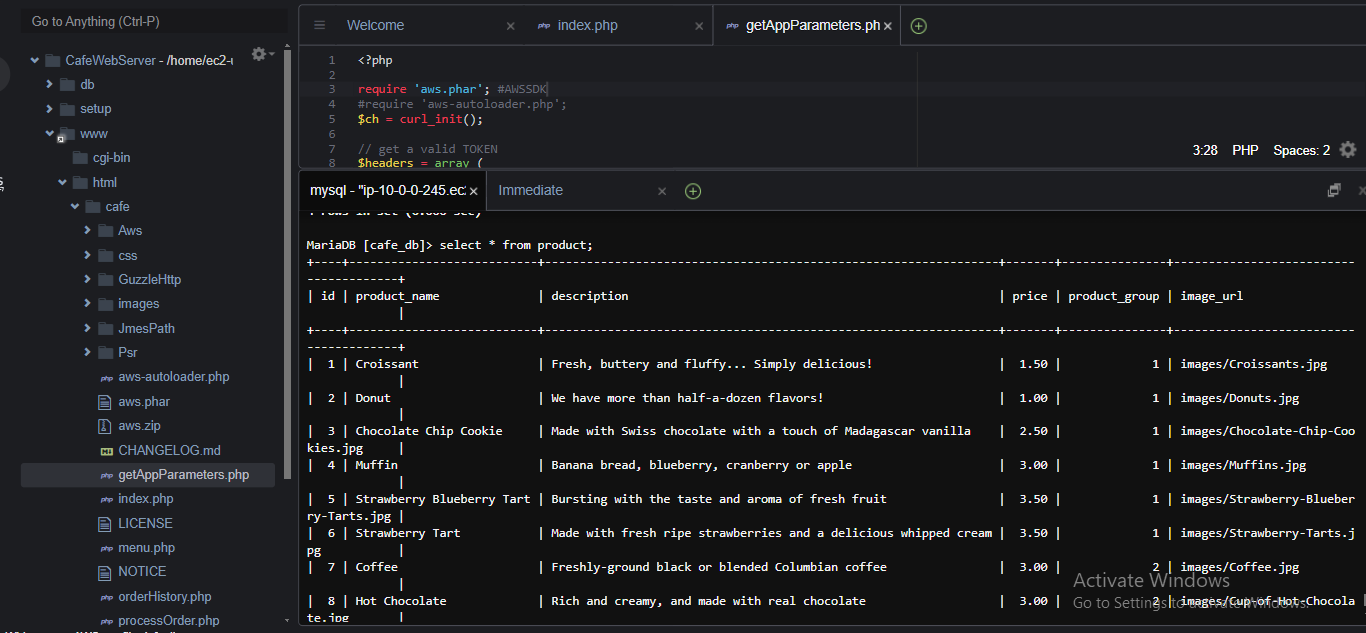 Go to Anything (Ctrl-P)
CafeWebServer - /home/ec2-u
db
setup
www
cgi-bin
html
cafe
Aws
css
GuzzleHttp
images
JmesPath
Psr
php aws-autoloader.php
aws.phar
aws.zip
CHANGELOG.md
php getAppParameters.php
php index.php
LICENSE
php menu.php
NOTICE
php orderHistory.php
php processOrder.php
Welcome × php index.php × php getAppParameters.ph ×
1 <?php
2
3 require 'aws.phar'; #AWSSDK
4 #require 'aws-autoloader.php';
5 $ch = curl_init();
6
7 // get a valid TOKEN
8 $headers = array (
3:28 PHP Spaces: 2
mysql - "ip-10-0-0-245.ec2 × Immediate ×
MariaDB [cafe_db]> select * from product;
+----+---------------------------+-----------------------------------------------------------------+-------+---------------+--------------------------
-------------+
| id | product_name | description | price | product_group | image_url
|
+----+---------------------------+-----------------------------------------------------------------+-------+---------------+--------------------------
-------------+
| 1 | Croissant | Fresh, buttery and fluffy... Simply delicious! | 1.50 | 1 | images/Croissants.jpg
|
| 2 | Donut | We have more than half-a-dozen flavors! | 1.00 | 1 | images/Donuts.jpg
|
| 3 | Chocolate Chip Cookie | Made with Swiss chocolate with a touch of Madagascar vanilla | 2.50 | 1 | images/Chocolate-Chip-Coo
kies.jpg |
| 4 | Muffin | Banana bread, blueberry, cranberry or apple | 3.00 | 1 | images/Muffins.jpg
|
| 5 | Strawberry Blueberry Tart | Bursting with the taste and aroma of fresh fruit | 3.50 | 1 | images/Strawberry-Blueber
ry-Tarts.jpg |
| 6 | Strawberry Tart | Made with fresh ripe strawberries and a delicious whipped cream | 3.50 | 1 | images/Strawberry-Tarts.j
pg |
| 7 | Coffee | Freshly-ground black or blended Columbian coffee | 3.00 | 2 | images/Coffee.jpg
|
| 8 | Hot Chocolate | Rich and creamy, and made with real chocolate | 3.00 | 2 | images/Cup-of-Hot-Chocola
te.jpg |
Activate Windows
Go to Settings to activate Windows.